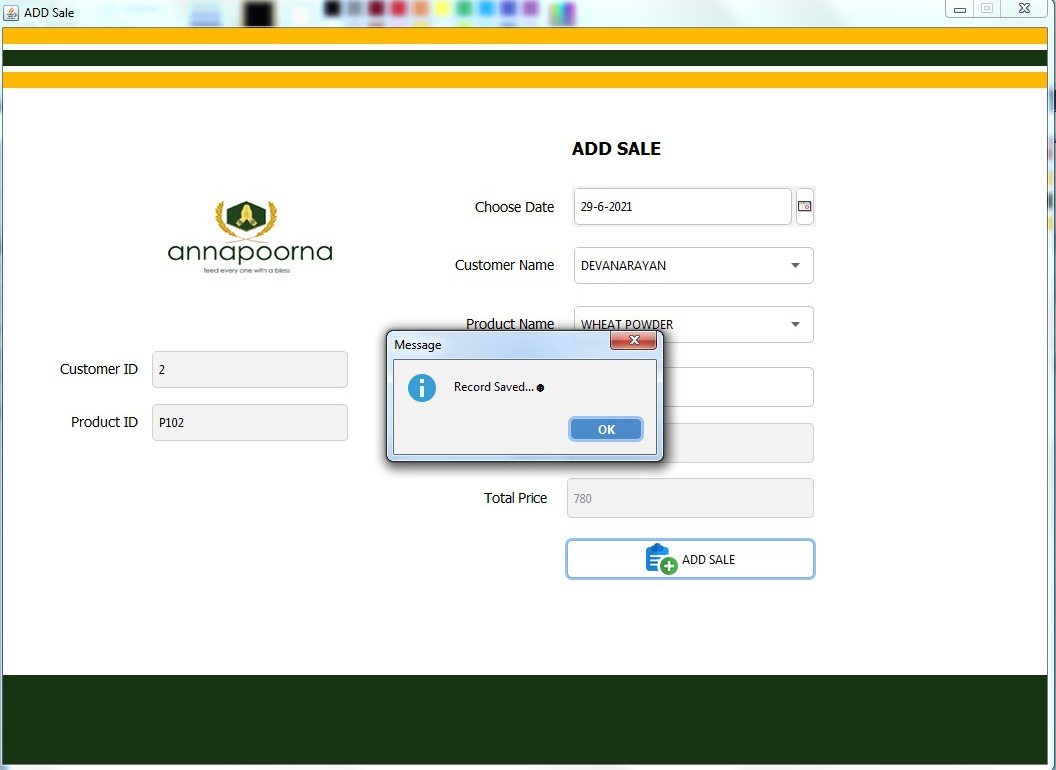 ADD Sale
ADD SALE
annapoorna
feed every one with a bless
Choose Date
29-6-2021
Customer Name
DEVANARAYAN
Product Name
WHEAT POWDER
Message
Record Saved...☻
OK
Customer ID
2
Product ID
P102
Total Price
780
ADD SALE